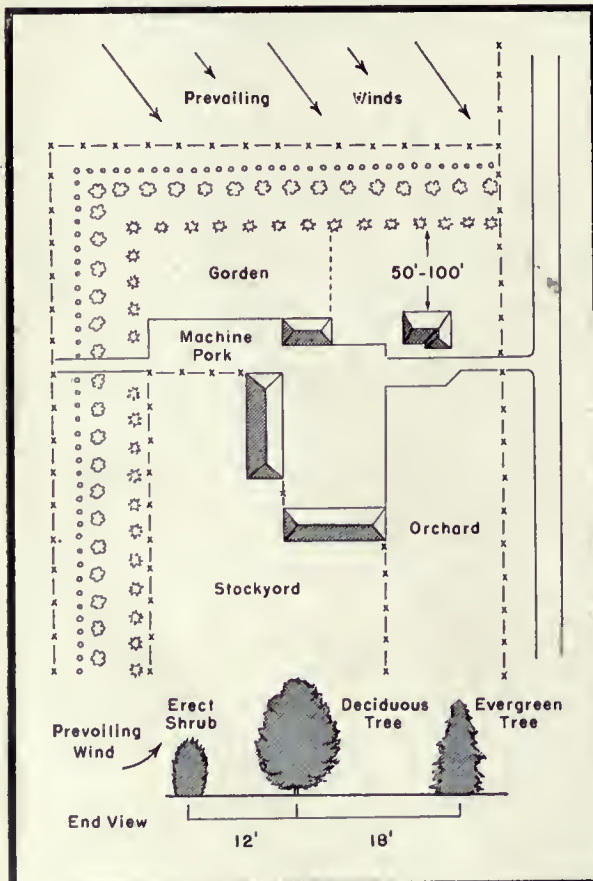 Prevailing Winds
Gorden
50'-100'
Machine
Pork
Orchard
Stockyord
Erect
Shrub
Deciduous
Tree
Evergreen
Tree
Prevoiling
Wind
End View
12'
18'